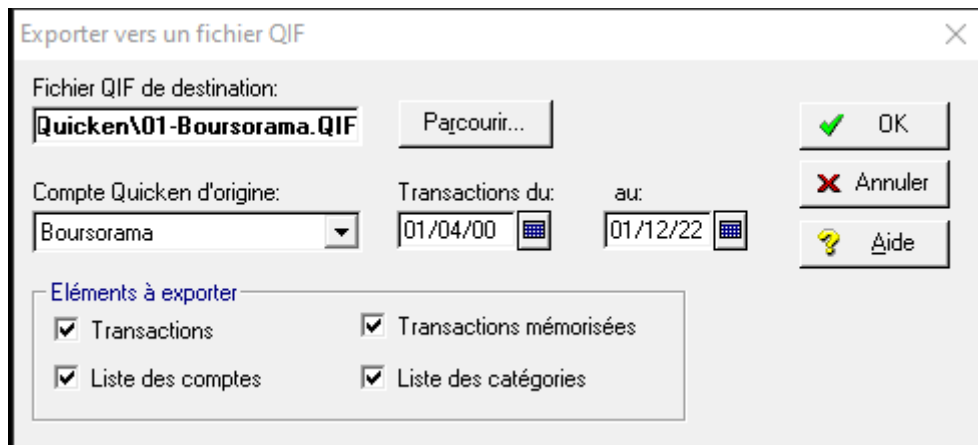 Exporter vers un fichier QIF
Fichier QIF de destination:
Quicken\01-Boursorama.QIF
Parcourir...
OK
Compte Quicken d'origine:
Transactions du:
au:
Annuler
Boursorama
01/04/00
01/12/22
Aide
Eléments à exporter
Transactions
Transactions mémorisées
Liste des comptes
Liste des catégories